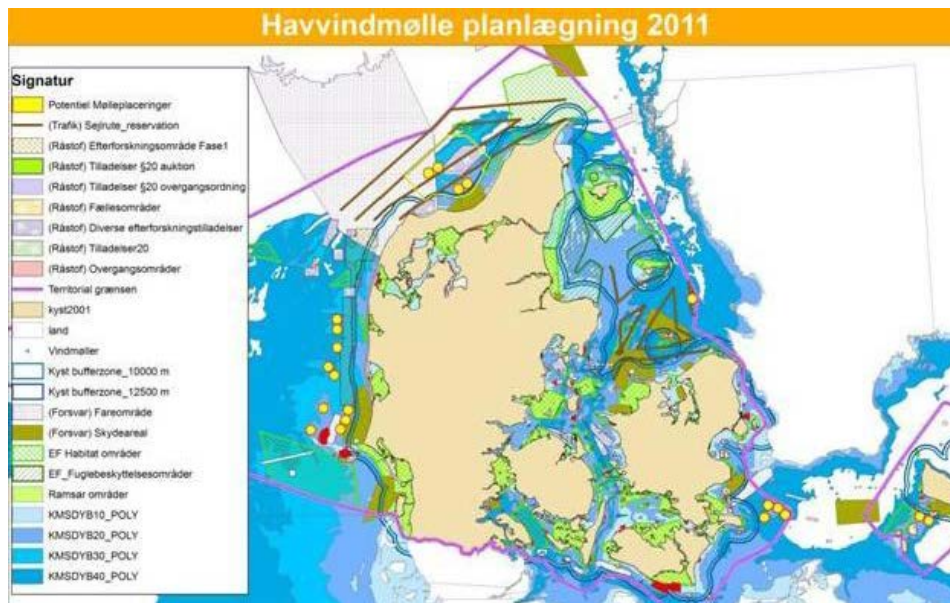 Havvindmølle planlægning 2011
Signatur
Potentiel Mølleplaceringer
(Trafik) Sejlrute_reservation
(Råstof) Efterforskningsområde Fase1
(Råstof) Tilladelser §20 auktion
(Råstof) Tilladelser §20 overgangsordning
(Råstof) Fællesområder
(Råstof) Diverse efterforskningstilladelser
(Råstof) Tilladelser20
(Råstof) Overgangsområder
Territorial grænsen
kyst2001
land
Vindmøller
Kyst bufferzone_10000 m
Kyst bufferzone_12500 m
(Forsvar) Fareområde
(Forsvar) Skydeareal
EF Habitat områder
EF_Fuglebeskyttelsesområder
Ramsar områder
KMSDYB10_POLY
KMSDYB20_POLY
KMSDYB30_POLY
KMSDYB40_POLY